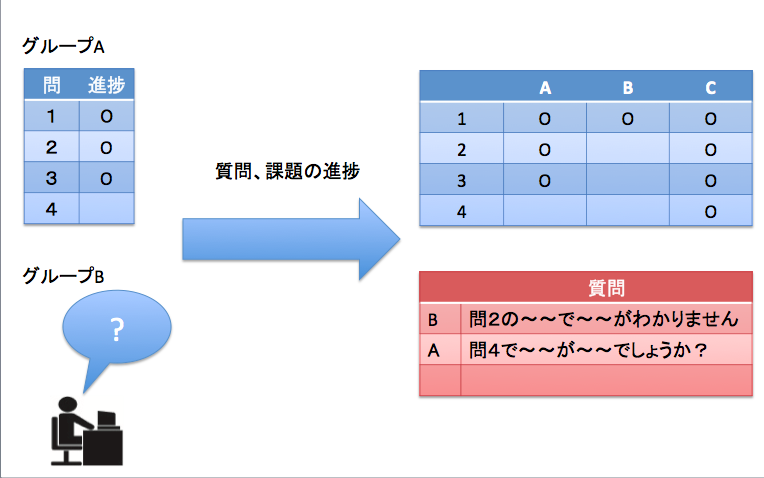 グループA
問 進捗
1 O
2 O
3 O
4
質問、課題の進捗
A B C
1 O O O
2 O O
3 O O
4 O
グループB
?
質問
B 問2の~~で~~がわかりません
A 問4で~~が~~でしょうか?